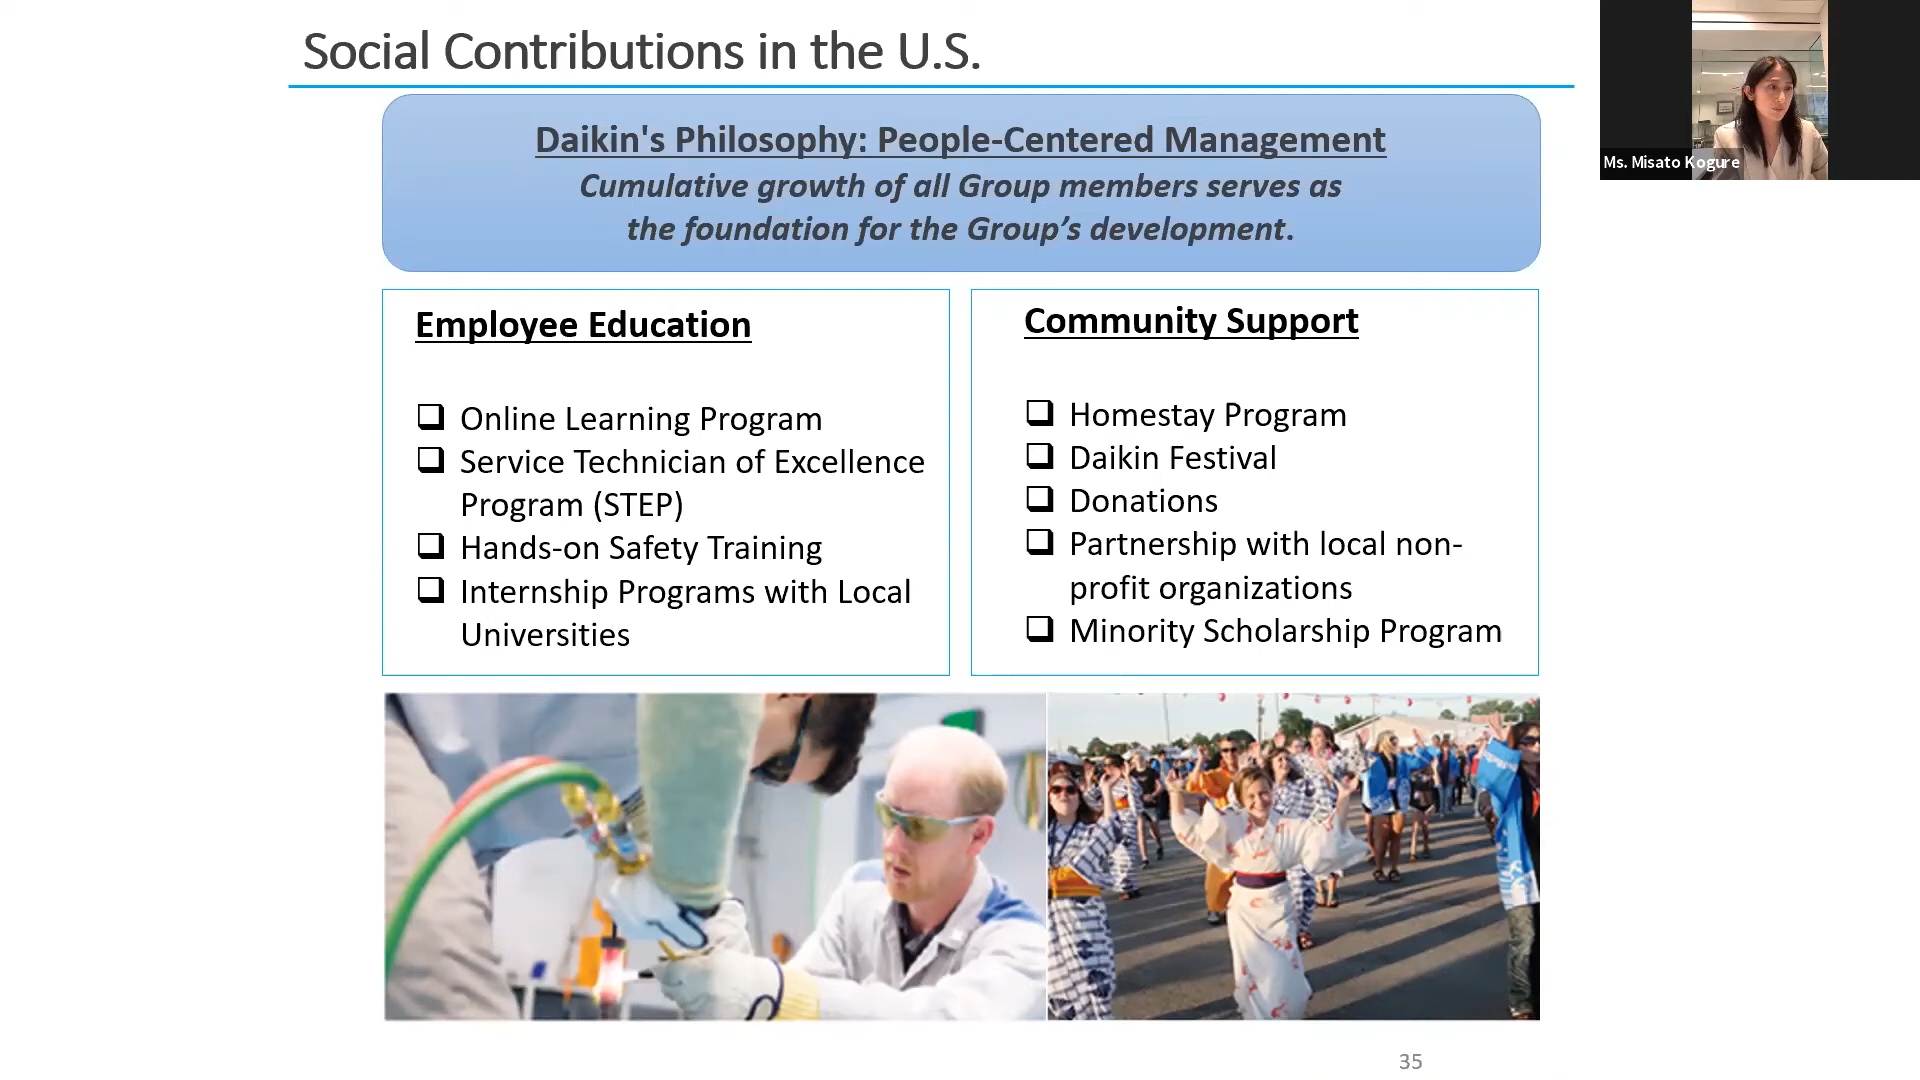 Social Contributions in the U.S.
Daikin's Philosophy: People-Centered Management
Cumulative growth of all Group members serves as
the foundation for the Group’s development.
Employee Education
Online Learning Program
Service Technician of Excellence
Program (STEP)
Hands-on Safety Training
Internship Programs with Local
Universities
Community Support
Homestay Program
Daikin Festival
Donations
Partnership with local non-
profit organizations
Minority Scholarship Program
35
Ms. Misato Kogure